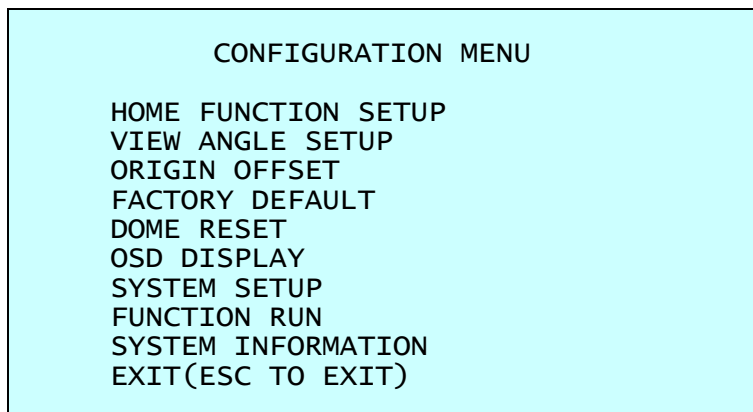 CONFIGURATION MENU
HOME FUNCTION SETUP
VIEW ANGLE SETUP
ORIGIN OFFSET
FACTORY DEFAULT
DOME RESET
OSD DISPLAY
SYSTEM SETUP
FUNCTION RUN
SYSTEM INFORMATION
EXIT(ESC TO EXIT)